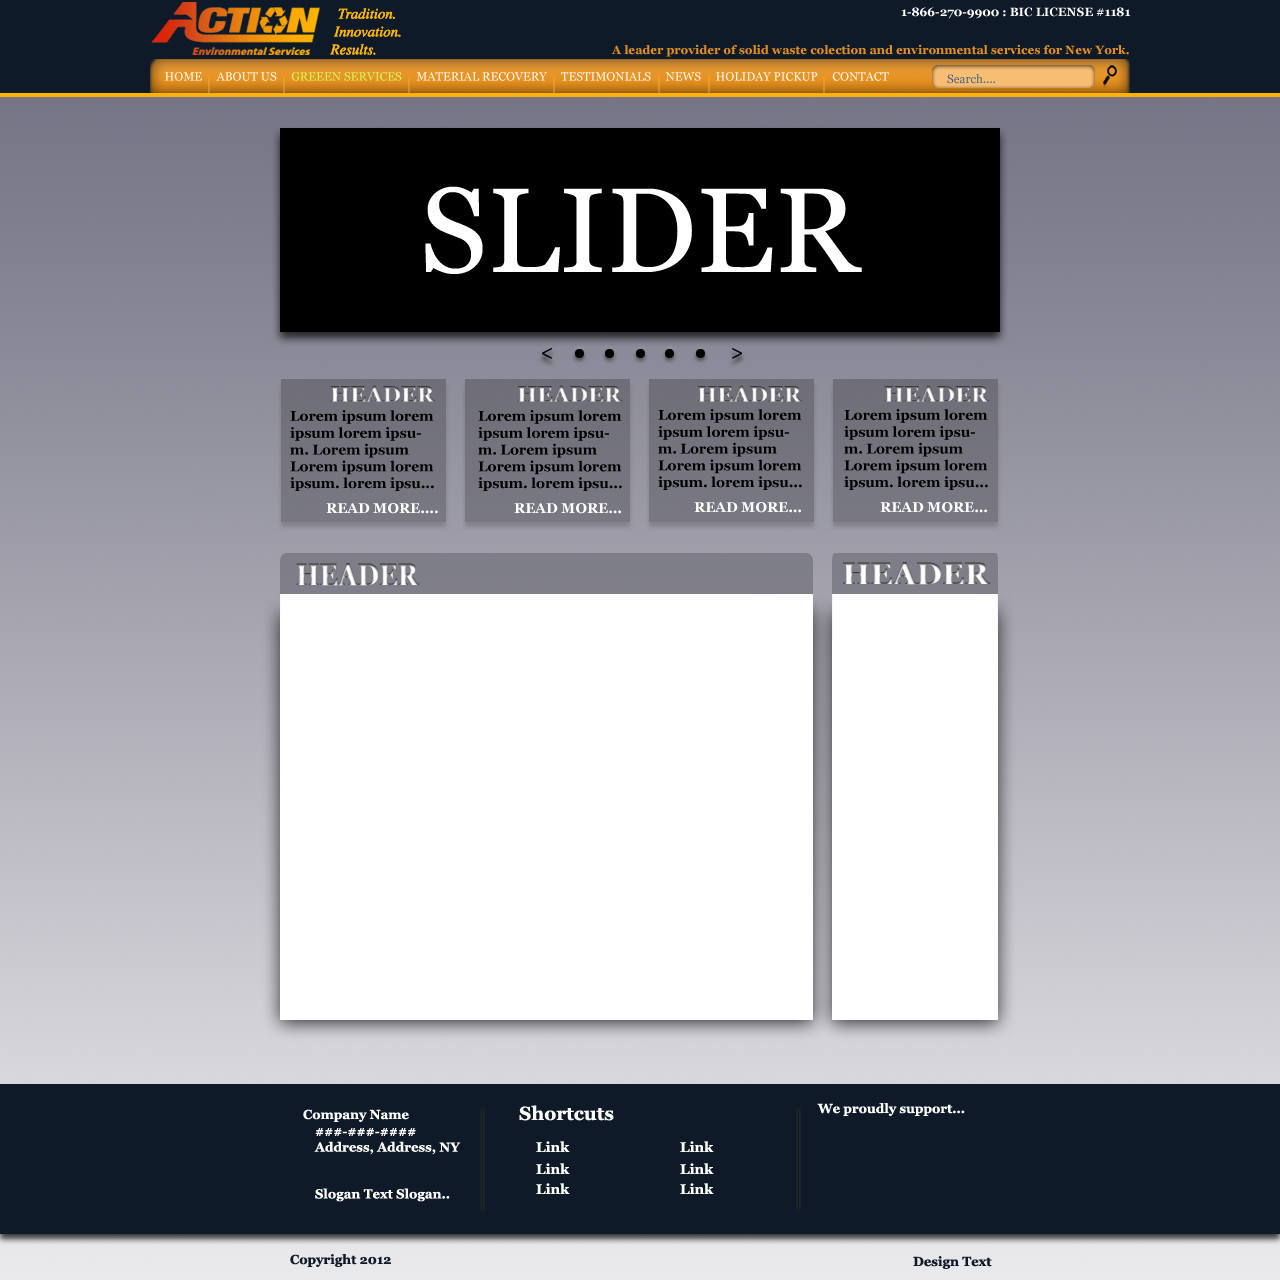 ACTION
Environmental Services
Tradition.
Innovation.
Results.
1-866-270-9900 : BIC LICENSE #1181
A leader provider of solid waste colection and environmental services for New York.
HOME ABOUT US GREEEN SERVICES MATERIAL RECOVERY TESTIMONIALS NEWS HOLIDAY PICKUP CONTACT Search....
SLIDER
< >
HEADER
Lorem ipsum lorem
ipsum lorem ipsu-
m. Lorem ipsum
Lorem ipsum lorem
ipsum. lorem ipsu...
READ MORE....
HEADER
Lorem ipsum lorem
ipsum lorem ipsu-
m. Lorem ipsum
Lorem ipsum lorem
ipsum. lorem ipsu...
READ MORE...
HEADER
Lorem ipsum lorem
ipsum lorem ipsu-
m. Lorem ipsum
Lorem ipsum lorem
ipsum. lorem ipsu...
READ MORE...
HEADER
Lorem ipsum lorem
ipsum lorem ipsu-
m. Lorem ipsum
Lorem ipsum lorem
ipsum. lorem ipsu...
READ MORE...
HEADER
HEADER
Company Name
###-###-####
Address, Address, NY
Slogan Text Slogan..
Shortcuts
Link Link
Link Link
Link Link
We proudly support...
Copyright 2012
Design Text